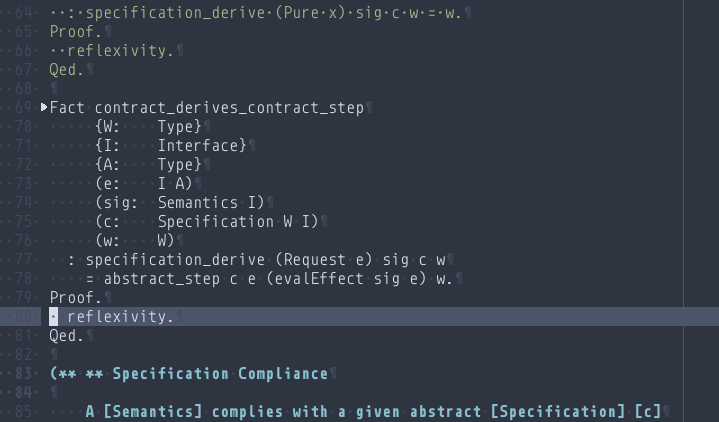 64 : specification_derive (Pure x) sig c w = w.
65 Proof.
66 reflexivity.
67 Qed.
68
69 Fact contract_derives_contract_step
70 {W: Type}
71 {I: Interface}
72 {A: Type}
73 (e: I A)
74 (sig: Semantics I)
75 (c: Specification W I)
76 (w: W)
77 : specification_derive (Request e) sig c w
78 = abstract_step c e (evalEffect sig e) w.
79 Proof.
80 reflexivity.
81 Qed.
82
83 (** ** Specification Compliance
84
85 A [Semantics] complies with a given abstract [Specification] [c]